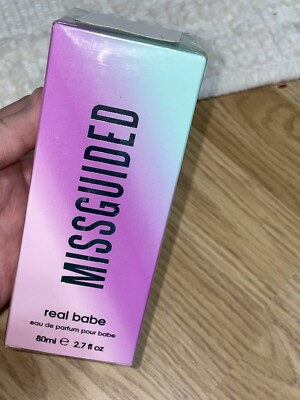 MISSGUIDED
real babe
eau de parfum pour babe
80ml ℮ 2.7 fl oz